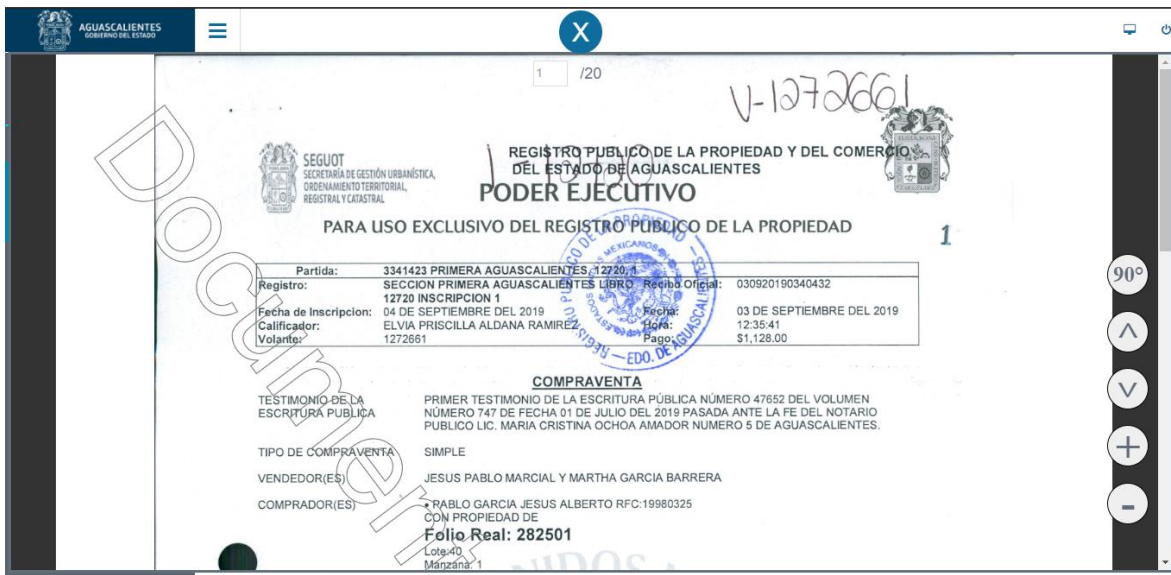 AGUASCALIENTES
GOBIERNO DEL ESTADO
X
1 /20
V-1272661
SEGUOT
SECRETARÍA DE GESTIÓN URBANÍSTICA,
ORDENAMIENTO TERRITORIAL,
REGISTRAL Y CATASTRAL
REGISTRO PUBLICO DE LA PROPIEDAD Y DEL COMERCIO
DEL ESTADO DE AGUASCALIENTES
PODER EJECUTIVO
PARA USO EXCLUSIVO DEL REGISTRO PUBLICO DE LA PROPIEDAD
1
Partida: 3341423 PRIMERA AGUASCALIENTES, 12720, 1
Registro: SECCION PRIMERA AGUASCALIENTES LIBRO Recibo Oficial: 030920190340432
12720 INSCRIPCION 1
Fecha de Inscripcion: 04 DE SEPTIEMBRE DEL 2019 Fecha: 03 DE SEPTIEMBRE DEL 2019
Calificador: ELVIA PRISCILLA ALDANA RAMIREZ Hora: 12:35:41
Volante: 1272661 Pago: $1,128.00
COMPRAVENTA
TESTIMONIO DE LA PRIMER TESTIMONIO DE LA ESCRITURA PÚBLICA NÚMERO 47652 DEL VOLUMEN
ESCRITURA PUBLICA NÚMERO 747 DE FECHA 01 DE JULIO DEL 2019 PASADA ANTE LA FE DEL NOTARIO
PUBLICO LIC. MARIA CRISTINA OCHOA AMADOR NUMERO 5 DE AGUASCALIENTES.
TIPO DE COMPRAVENTA SIMPLE
VENDEDOR(ES) JESUS PABLO MARCIAL Y MARTHA GARCIA BARRERA
COMPRADOR(ES) • PABLO GARCIA JESUS ALBERTO RFC:19980325
CON PROPIEDAD DE
Folio Real: 282501
Lote:40
Manzana: 1
90°
Document